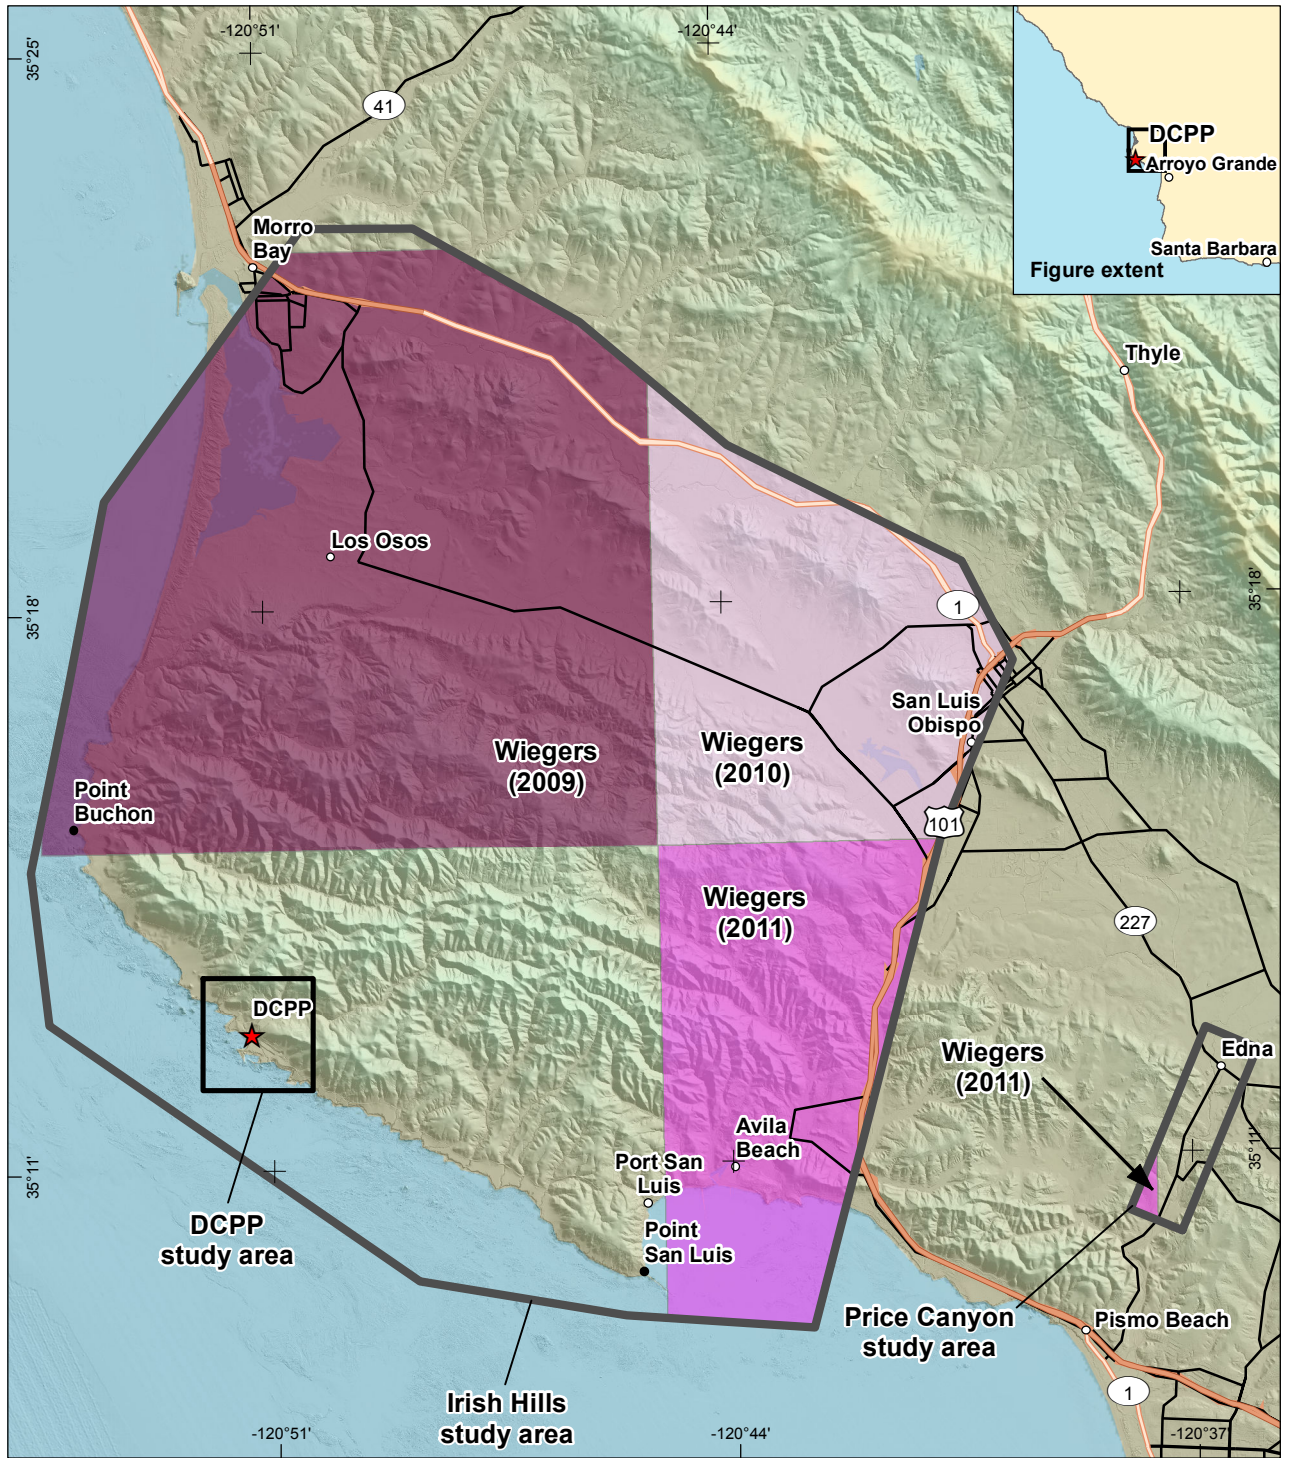 -120°51'
-120°44'
35°25'
41
DCPP
Arroyo Grande
Santa Barbara
Figure extent
Morro
Bay
Thyle
Los Osos
35°18'
35°18'
1
San Luis
Obispo
Wiegers
(2009)
Wiegers
(2010)
Point
Buchon
101
Wiegers
(2011)
227
DCPP
Wiegers
(2011)
Edna
Avila
Beach
35°11'
35°11'
Port San
Luis
Point
San Luis
DCPP
study area
Price Canyon
study area
Pismo Beach
Irish Hills
study area
1
-120°51'
-120°44'
-120°37'